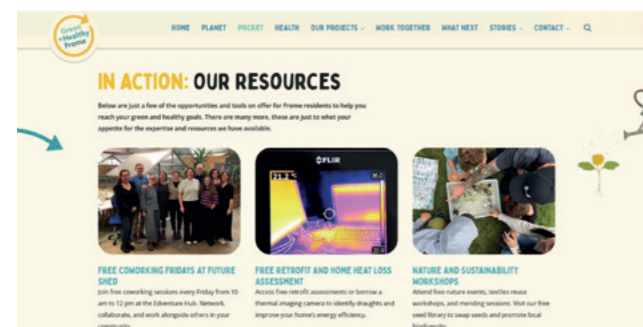 Green
+Healthy
Frome
HOME PLANET POCKET HEALTH OUR PROJECTS WORK TOGETHER WHAT NEXT STORIES CONTACT
IN ACTION: OUR RESOURCES
Below are just a few of the opportunities and tools on offer for Frome residents to help you
reach your green and healthy goals. There are many more, these are just to whet your
appetite for the expertise and resources we have available.
FLIR
21.2
FREE COWORKING FRIDAYS AT FUTURE
SHED
Join free coworking sessions every Friday from 10
am to 12 pm at the Edventure Hub. Network,
collaborate, and work alongside others in your
community.
FREE RETROFIT AND HOME HEAT LOSS
ASSESSMENT
Access free retrofit assessments or borrow a
thermal imaging camera to identify draughts and
improve your home's energy efficiency.
NATURE AND SUSTAINABILITY
WORKSHOPS
Attend free nature events, textiles reuse
workshops, and mending sessions. Visit our free
seed library to swap seeds and promote local
biodiversity.